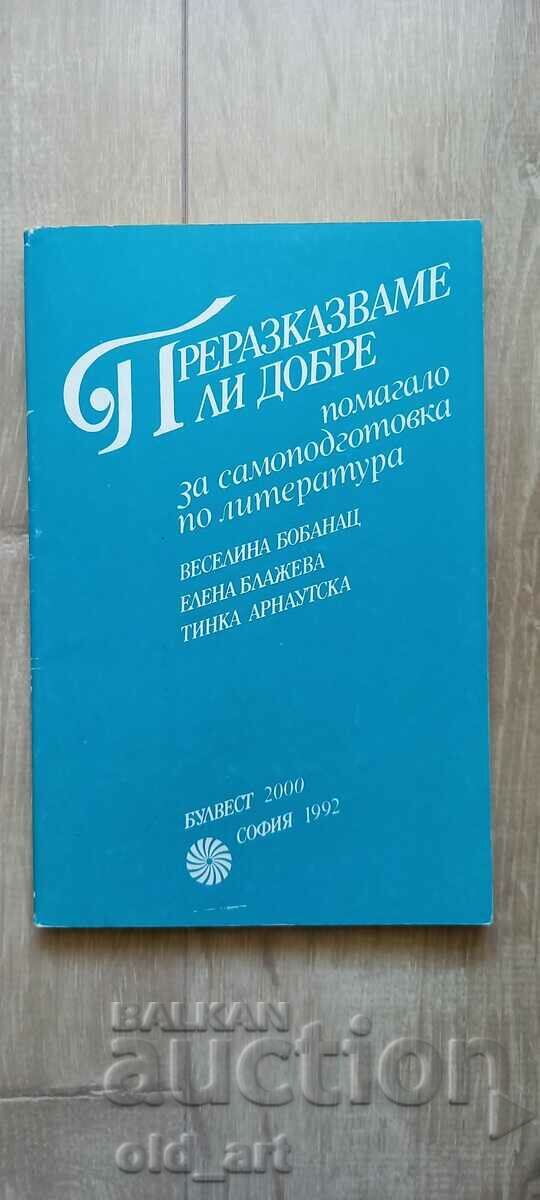 ПРЕРАЗКАЗВАМЕ
ЛИ ДОБРЕ
помагало
за самоподготовка
по литература
ВЕСЕЛИНА БОБАНАЦ
ЕЛЕНА БЛАЖЕВА
ТИНКА АРНАУТСКА
БУЛВЕСТ 2000
СОФИЯ 1992
BALKAN
auction
old_art